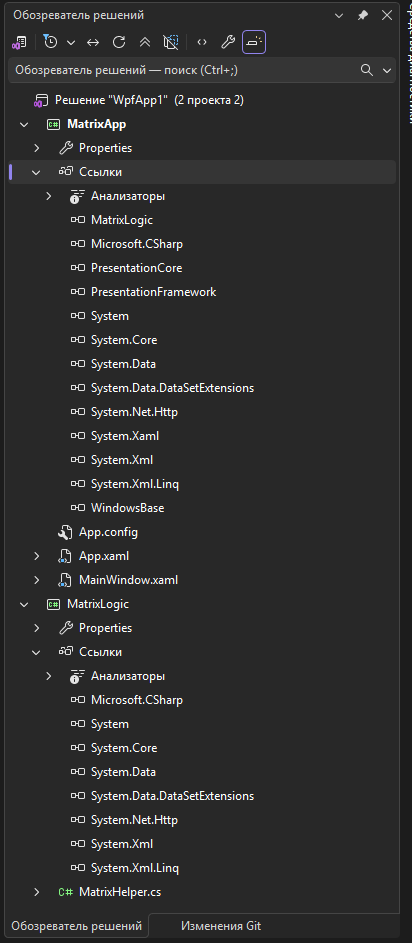 Обозреватель решений
Обозреватель решений — поиск (Ctrl+;)
Решение "WpfApp1" (2 проекта 2)
C# MatrixApp
Properties
Ссылки
Анализаторы
MatrixLogic
Microsoft.CSharp
PresentationCore
PresentationFramework
System
System.Core
System.Data
System.Data.DataSetExtensions
System.Net.Http
System.Xaml
System.Xml
System.Xml.Linq
WindowsBase
App.config
App.xaml
MainWindow.xaml
C# MatrixLogic
Properties
Ссылки
Анализаторы
Microsoft.CSharp
System
System.Core
System.Data
System.Data.DataSetExtensions
System.Net.Http
System.Xml
System.Xml.Linq
C# MatrixHelper.cs
Обозреватель решений Изменения Git